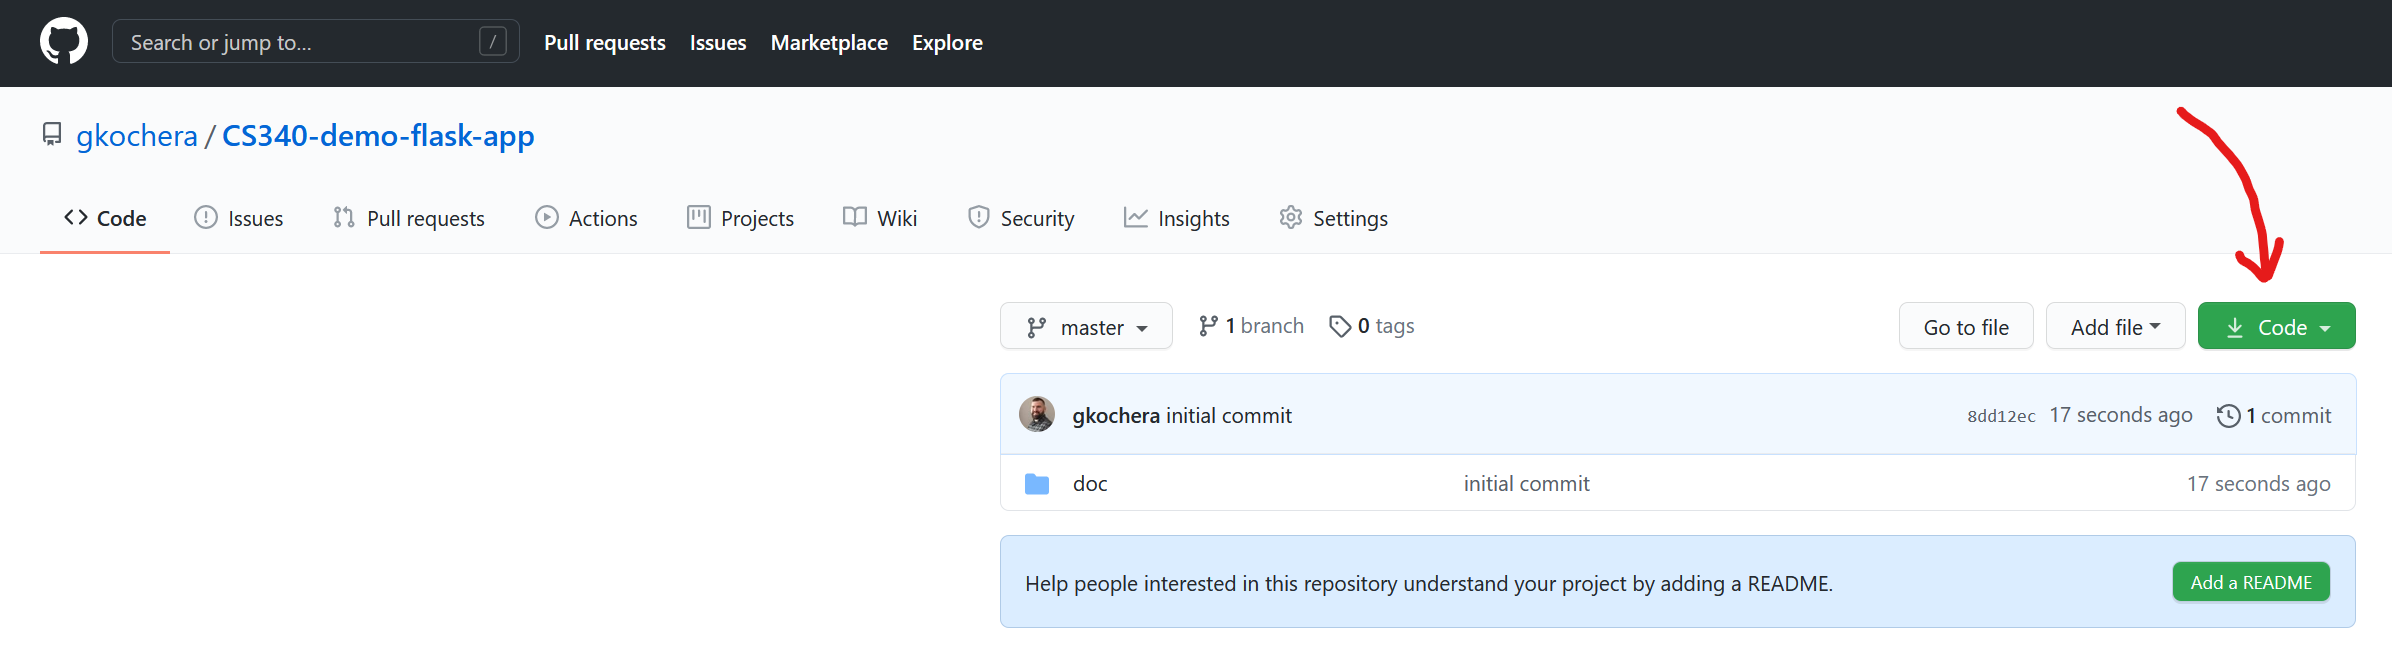 Search or jump to... / Pull requests Issues Marketplace Explore
gkochera / CS340-demo-flask-app
Code Issues Pull requests Actions Projects Wiki Security Insights Settings
master 1 branch 0 tags Go to file Add file Code
gkochera initial commit 8dd12ec 17 seconds ago 1 commit
doc initial commit 17 seconds ago
Help people interested in this repository understand your project by adding a README. Add a README